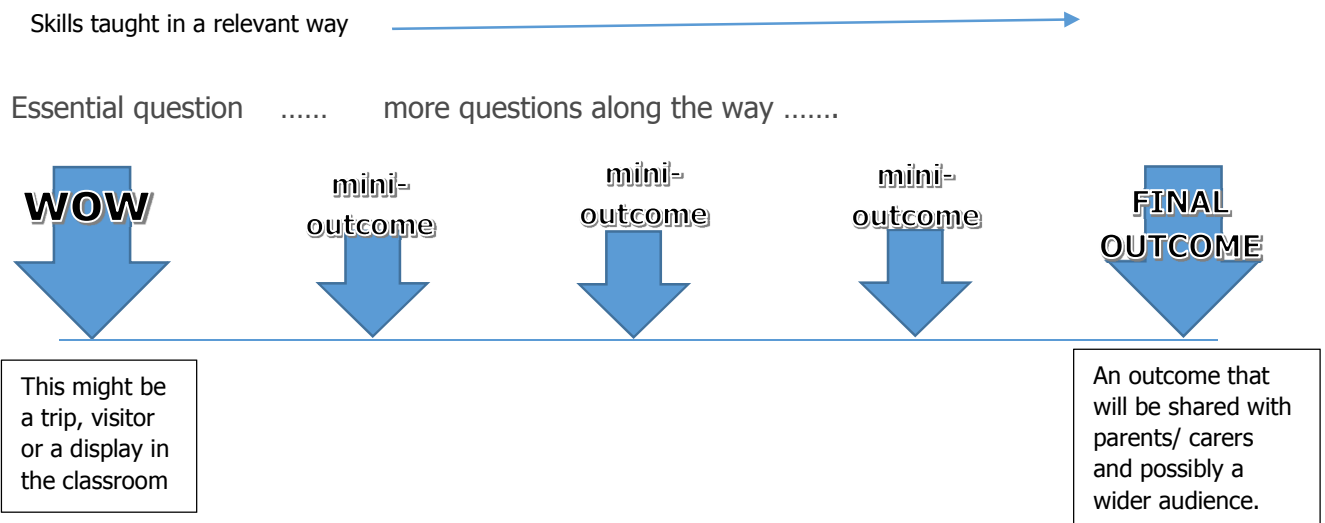 Skills taught in a relevant way
Essential question ...... more questions along the way .......
WOW
mini-
outcome
mini-
outcome
mini-
outcome
FINAL
OUTCOME
This might be
a trip, visitor
or a display in
the classroom
An outcome that
will be shared with
parents/ carers
and possibly a
wider audience.